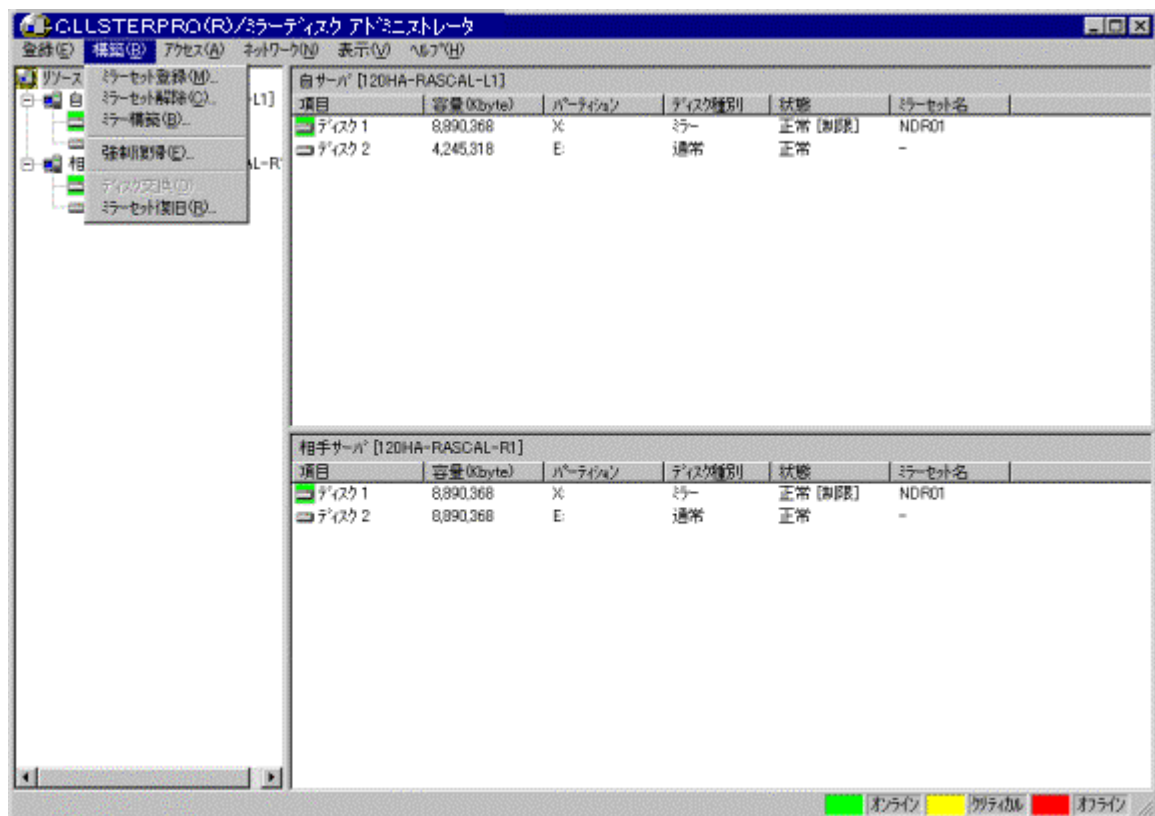 CLLSTERPRO(R)/ミラーディスク アドミニストレータ
登録(E) 構築(B) アクセス(A) ネットワーク(N) 表示(V) ヘルプ(H)
リソース
自 L1]
相 AL-R
ミラーセット登録(M)...
ミラーセット解除(C)...
ミラー構築(B)...
強制復帰(E)...
ディスク交換(D)
ミラーセット復旧(R)...
自サーバ [120HA-RASCAL-L1]
項目 容量(Kbyte) パーティション ディスク種別 状態 ミラーセット名
ディスク 1 8,890,368 X: ミラー 正常 [制限] NDR01
ディスク 2 4,245,318 E: 通常 正常 -
相手サーバ [120HA-RASCAL-R1]
項目 容量(Kbyte) パーティション ディスク種別 状態 ミラーセット名
ディスク 1 8,890,368 X: ミラー 正常 [制限] NDR01
ディスク 2 8,890,368 E: 通常 正常 -
オンライン クリティカル オフライン